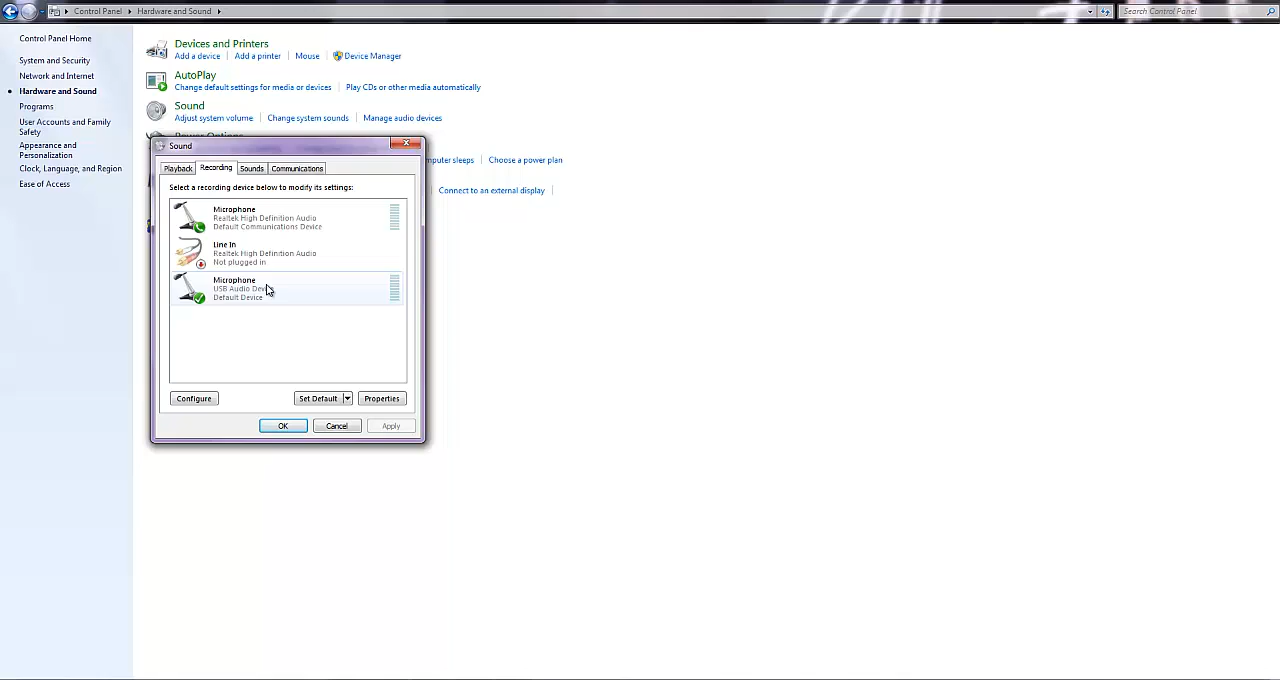 Control Panel Hardware and Sound Search Control Panel
Control Panel Home
System and Security
Network and Internet
Hardware and Sound
Programs
User Accounts and Family
Safety
Appearance and
Personalization
Clock, Language, and Region
Ease of Access
Devices and Printers
Add a device Add a printer Mouse Device Manager
AutoPlay
Change default settings for media or devices Play CDs or other media automatically
Sound
Adjust system volume Change system sounds Manage audio devices
Power Options
computer sleeps Choose a power plan
Connect to an external display
Sound
Playback Recording Sounds Communications
Select a recording device below to modify its settings:
Microphone
Realtek High Definition Audio
Default Communications Device
Line In
Realtek High Definition Audio
Not plugged in
Microphone
USB Audio Device
Default Device
Configure Set Default Properties
OK Cancel Apply